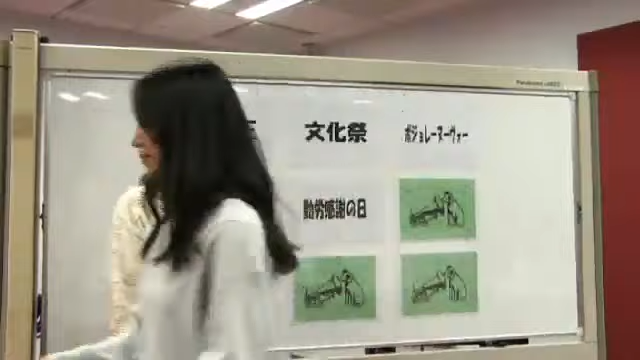 文化祭
ボジョレーヌーヴォー
勤労感謝の日